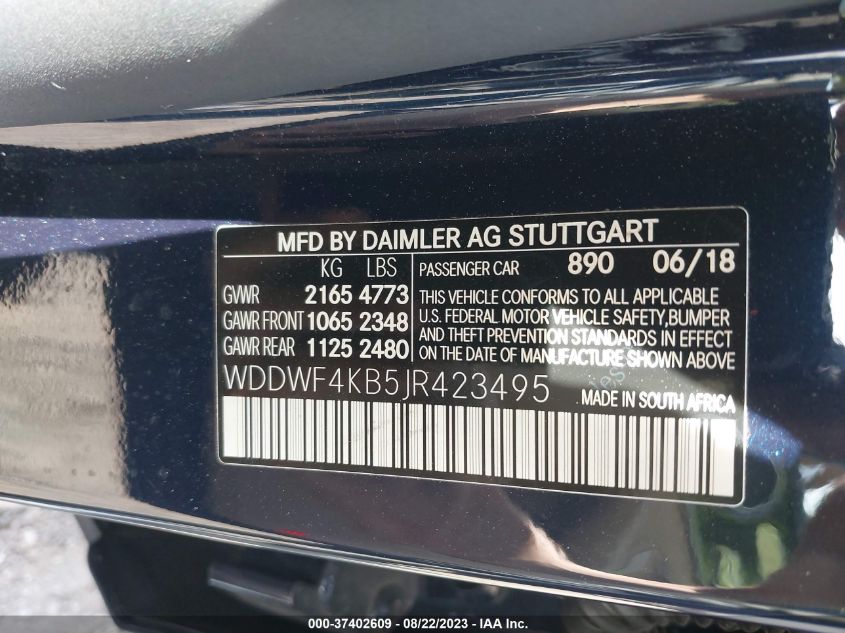 MFD BY DAIMLER AG STUTTGART
KG LBS PASSENGER CAR 890 06/18
GVWR 2165 4773 THIS VEHICLE CONFORMS TO ALL APPLICABLE
GAWR FRONT 1065 2348 U.S. FEDERAL MOTOR VEHICLE SAFETY,BUMPER
GAWR REAR 1125 2480 AND THEFT PREVENTION STANDARDS IN EFFECT
ON THE DATE OF MANUFACTURE SHOWN ABOVE
WDDWF4KB5JR423495 MADE IN SOUTH AFRICA
000-37402609 - 08/22/2023 - IAA Inc.